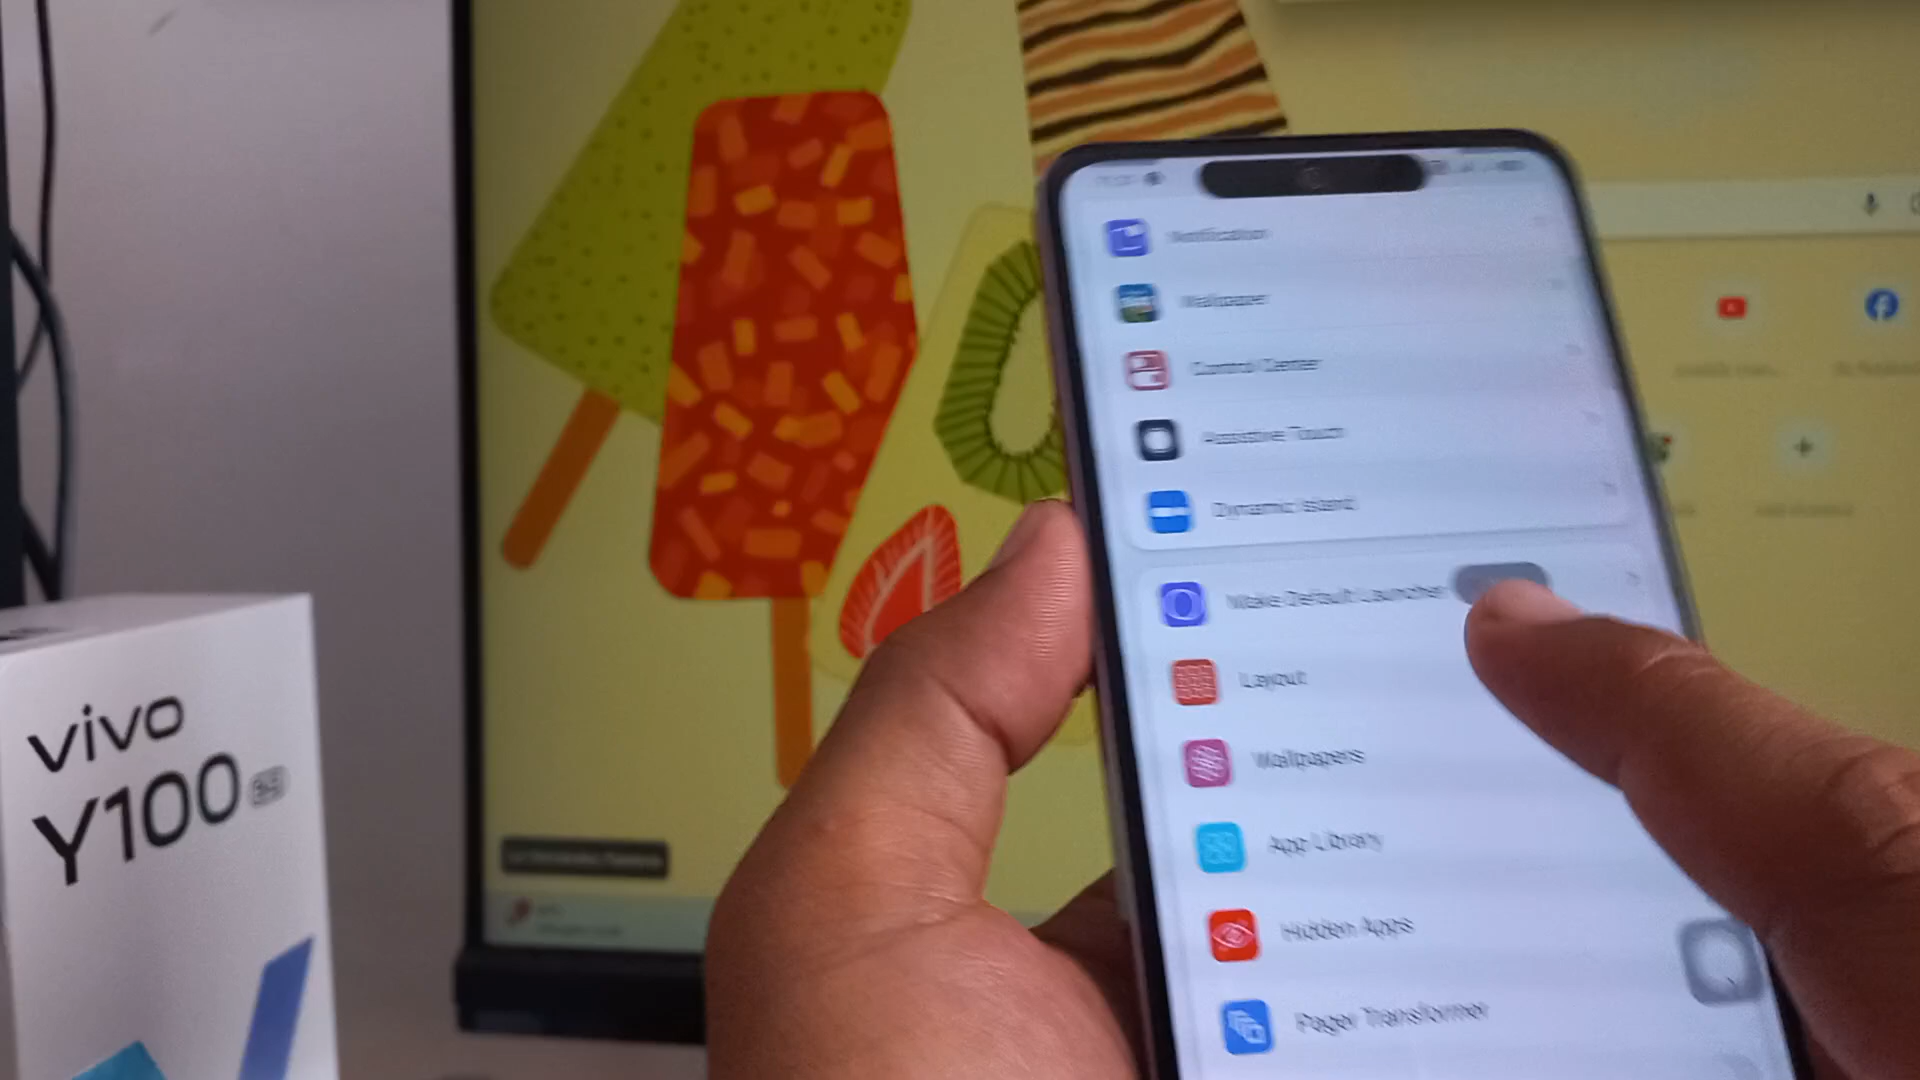 vivo
Y100
Notification
Wallpaper
Control Center
Assistive Touch
Dynamic Island
Make Default Launcher
Layout
Wallpapers
App Library
Hidden Apps
Pager Transformer